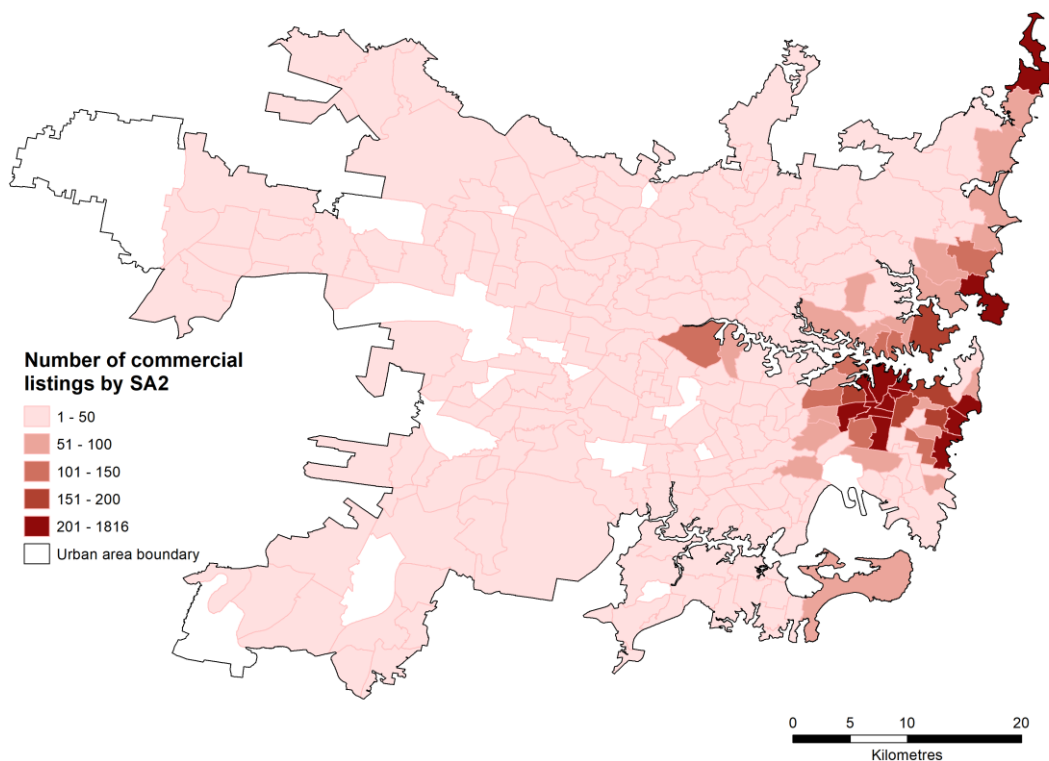 Number of commercial
listings by SA2
1 - 50
51 - 100
101 - 150
151 - 200
201 - 1816
Urban area boundary
0 5 10 20
Kilometres